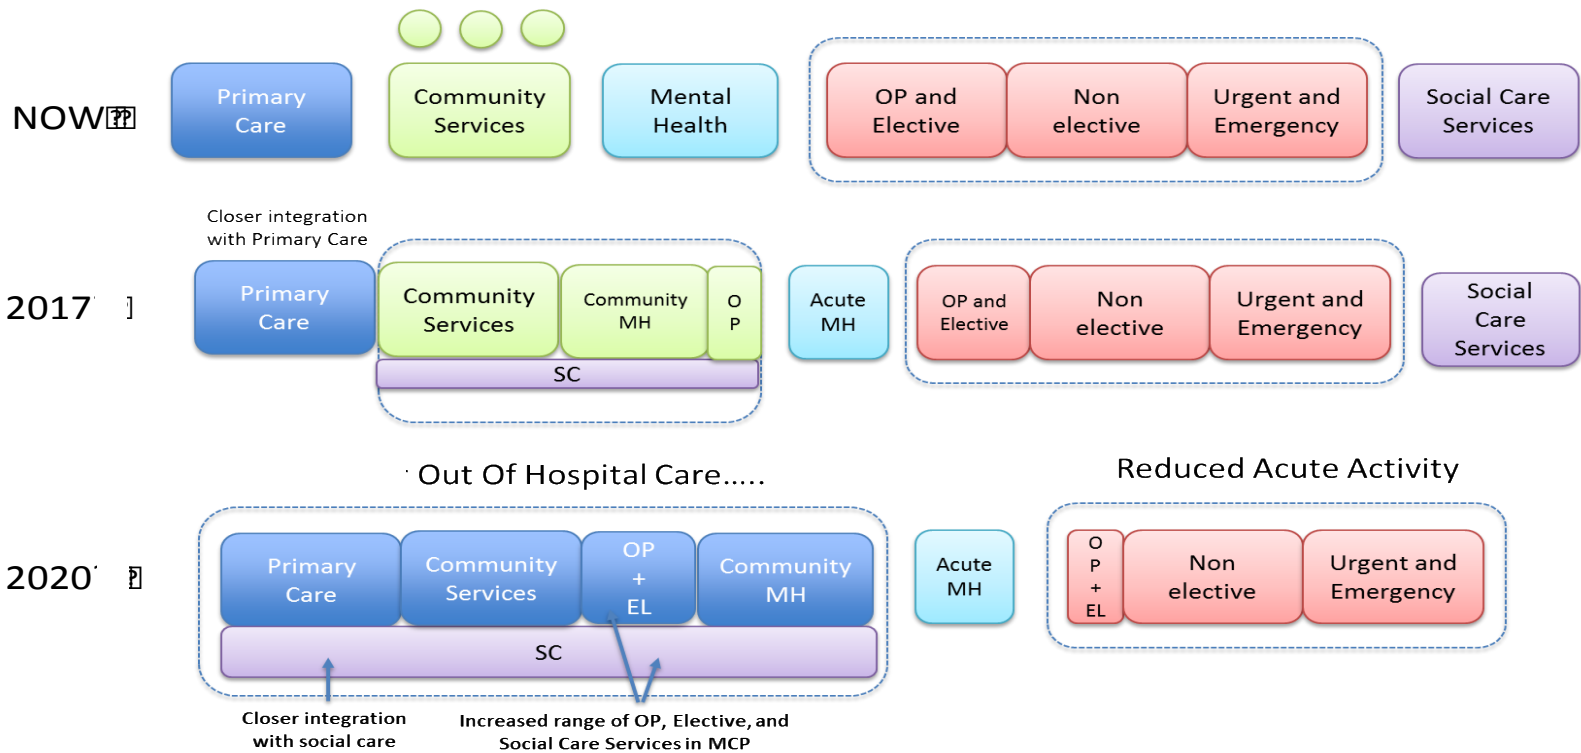 NOW
Primary
Care
Community
Services
Mental
Health
OP and
Elective
Non
elective
Urgent and
Emergency
Social Care
Services
Closer integration
with Primary Care
2017
Primary
Care
Community
Services
Community
MH
O
P
SC
Acute
MH
OP and
Elective
Non
elective
Urgent and
Emergency
Social
Care
Services
Out Of Hospital Care.....
Reduced Acute Activity
2020
Primary
Care
Community
Services
OP
+
EL
Community
MH
SC
Acute
MH
O
P
+
EL
Non
elective
Urgent and
Emergency
Closer integration
with social care
Increased range of OP, Elective, and
Social Care Services in MCP